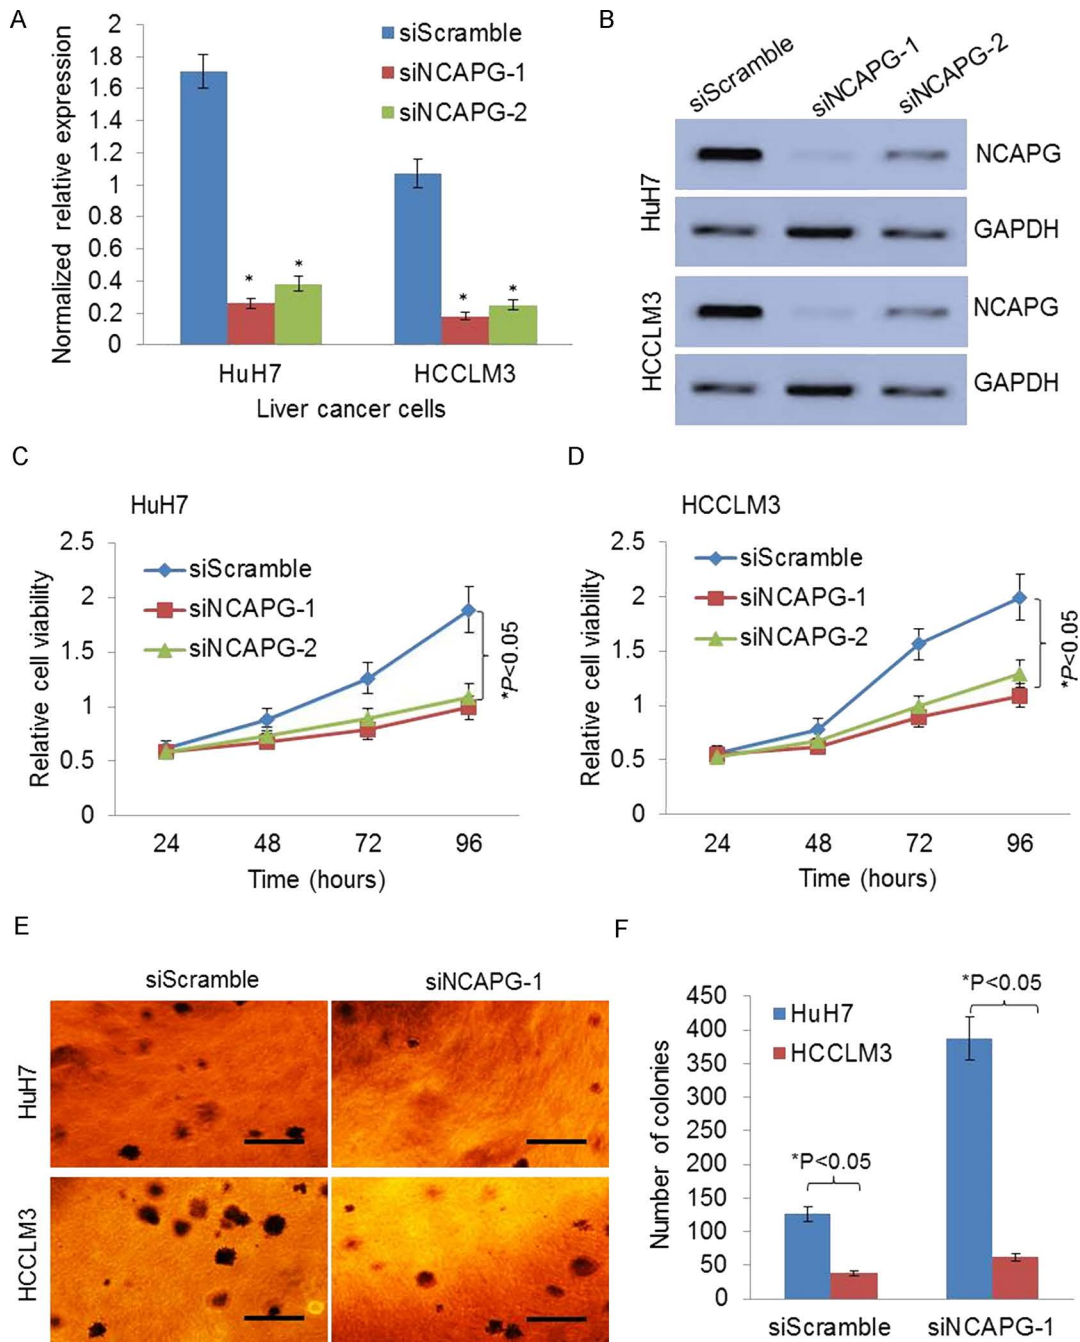 A
Normalized relative expression
2
1.8
1.6
1.4
1.2
1
0.8
0.6
0.4
0.2
0
siScramble
siNCAPG-1
siNCAPG-2
*
*
*
*
HuH7
HCCLM3
Liver cancer cells
B
siScramble
siNCAPG-1
siNCAPG-2
HuH7
NCAPG
GAPDH
HCCLM3
NCAPG
GAPDH
C
HuH7
Relative cell viability
2.5
2
1.5
1
0.5
0
siScramble
siNCAPG-1
siNCAPG-2
*P<0.05
24
48
72
96
Time (hours)
D
HCCLM3
Relative cell viability
2.5
2
1.5
1
0.5
0
siScramble
siNCAPG-1
siNCAPG-2
*P<0.05
24
48
72
96
Time (hours)
E
siScramble
siNCAPG-1
HuH7
HCCLM3
F
Number of colonies
450
400
350
300
250
200
150
100
50
0
HuH7
HCCLM3
*P<0.05
*P<0.05
siScramble
siNCAPG-1